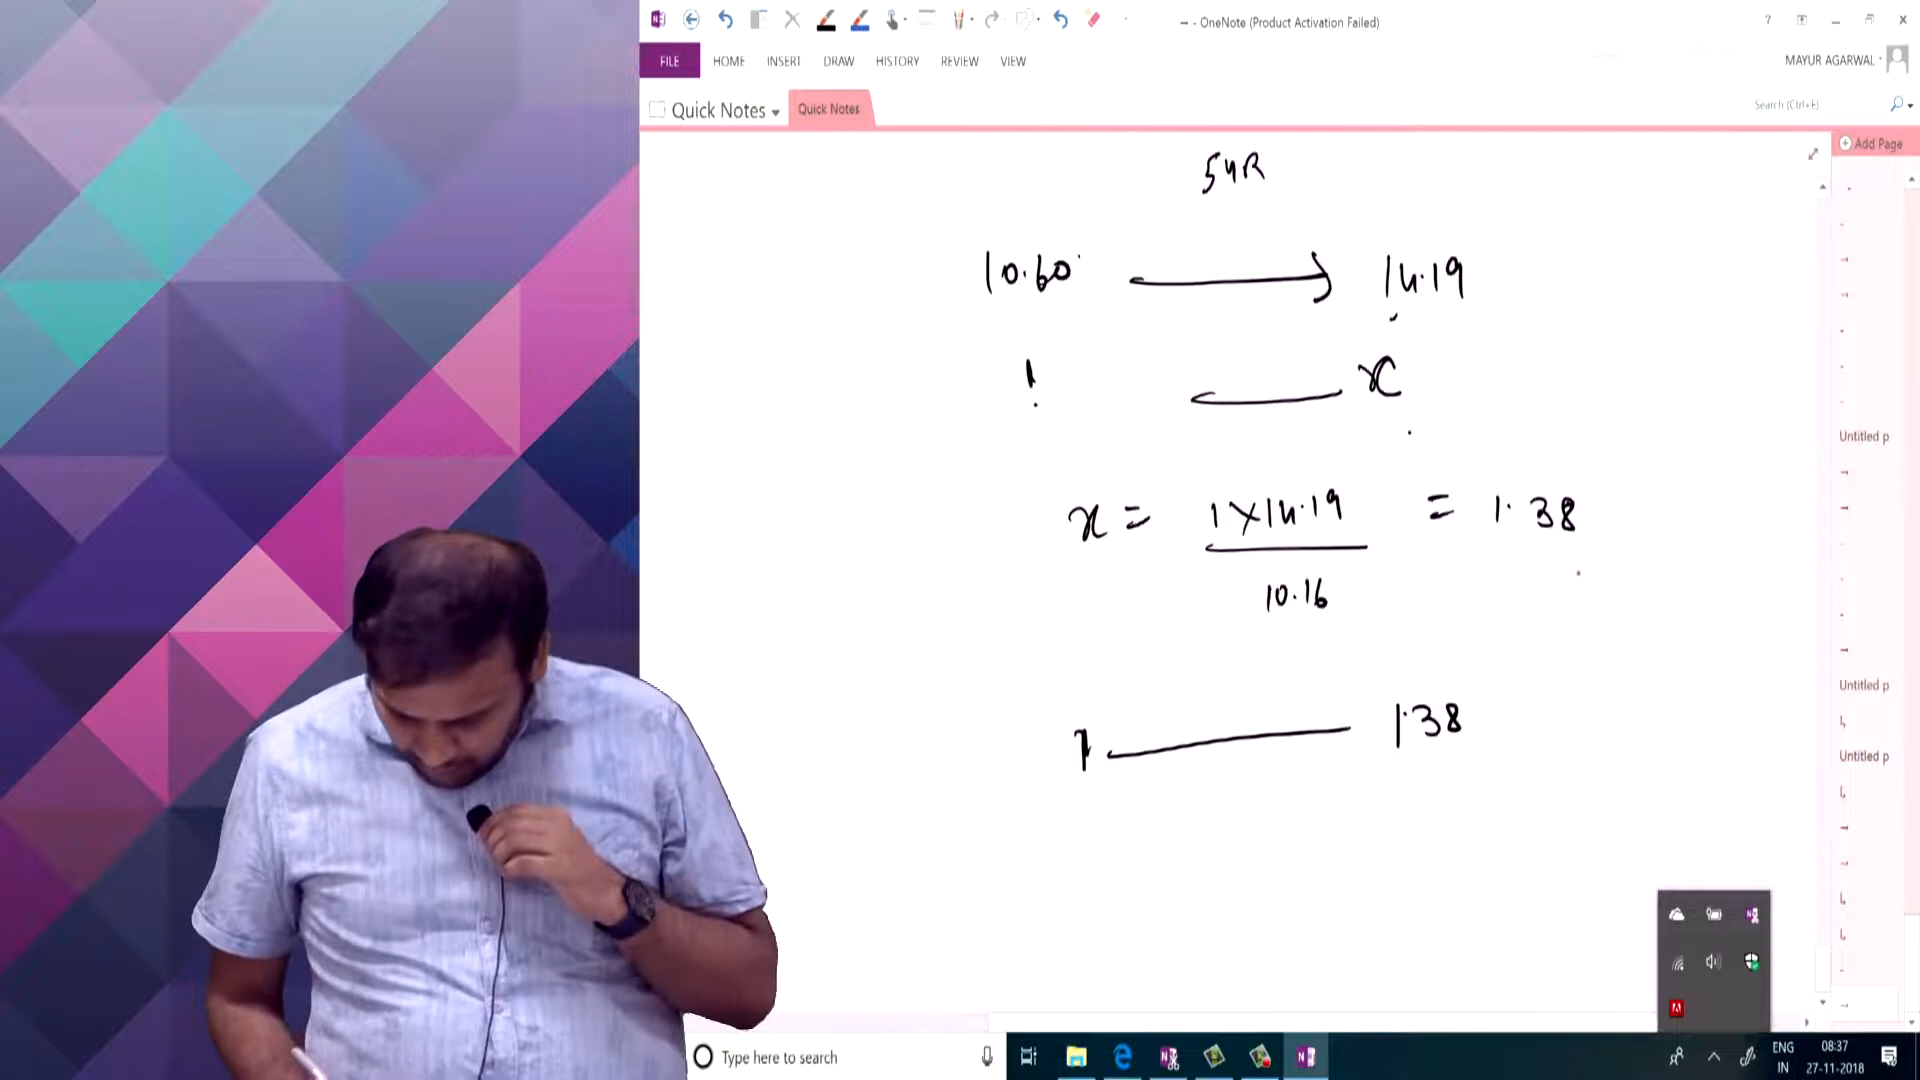 - OneNote (Product Activation Failed)
FILE HOME INSERT DRAW HISTORY REVIEW VIEW
MAYUR AGARWAL
Quick Notes Quick Notes
Search (Ctrl+E)
Add Page
10.60 14.19
1 x
x = 1 x 14.19 = 1.38
10.16
1 1.38
Untitled p
Untitled p
Untitled p
Type here to search
ENG 08:37
IN 27-11-2018